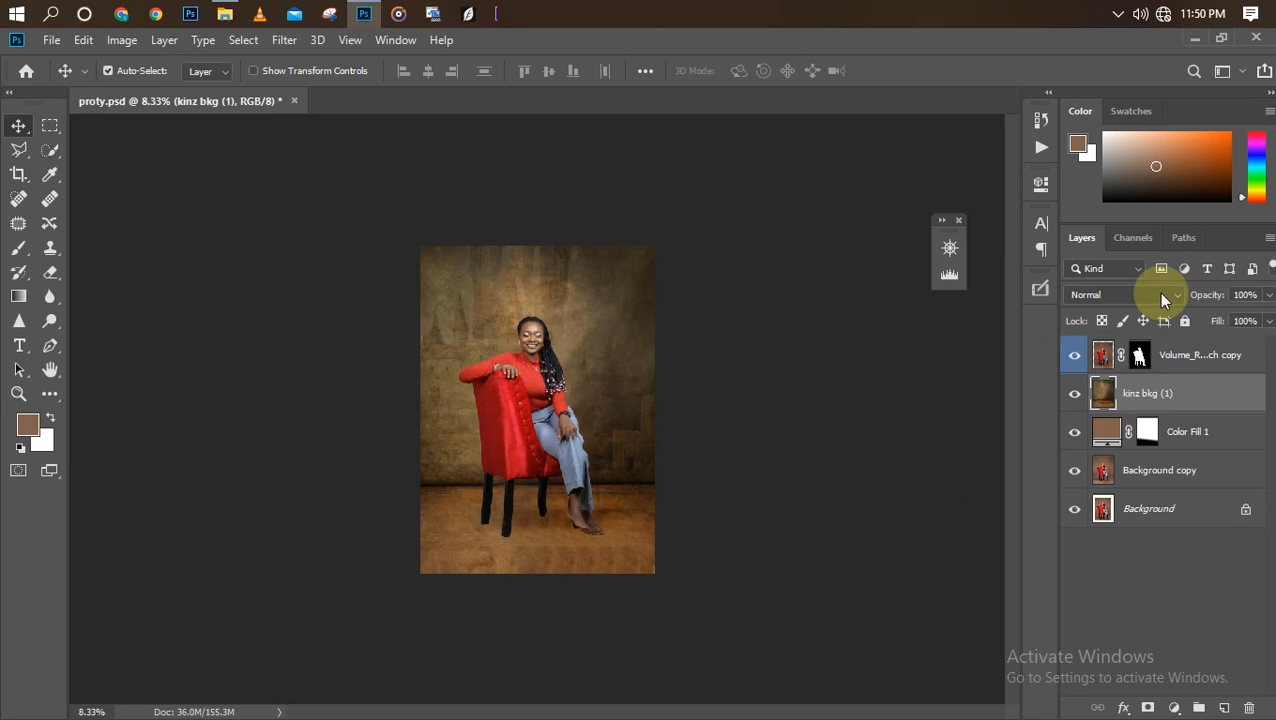 11:50 PM
Ps
File Edit Image Layer Type Select Filter 3D View Window Help
Auto-Select: Layer Show Transform Controls 3D Mode:
proty.psd @ 8.33% (kinz bkg (1), RGB/8) *
Color Swatches
Layers Channels Paths
Kind
Normal Opacity: 100%
Lock: Fill: 100%
Volume_R...ch copy
kinz bkg (1)
Color Fill 1
Background copy
Background
Activate Windows
Go to Settings to activate Windows.
8.33% Doc: 36.0M/155.3M